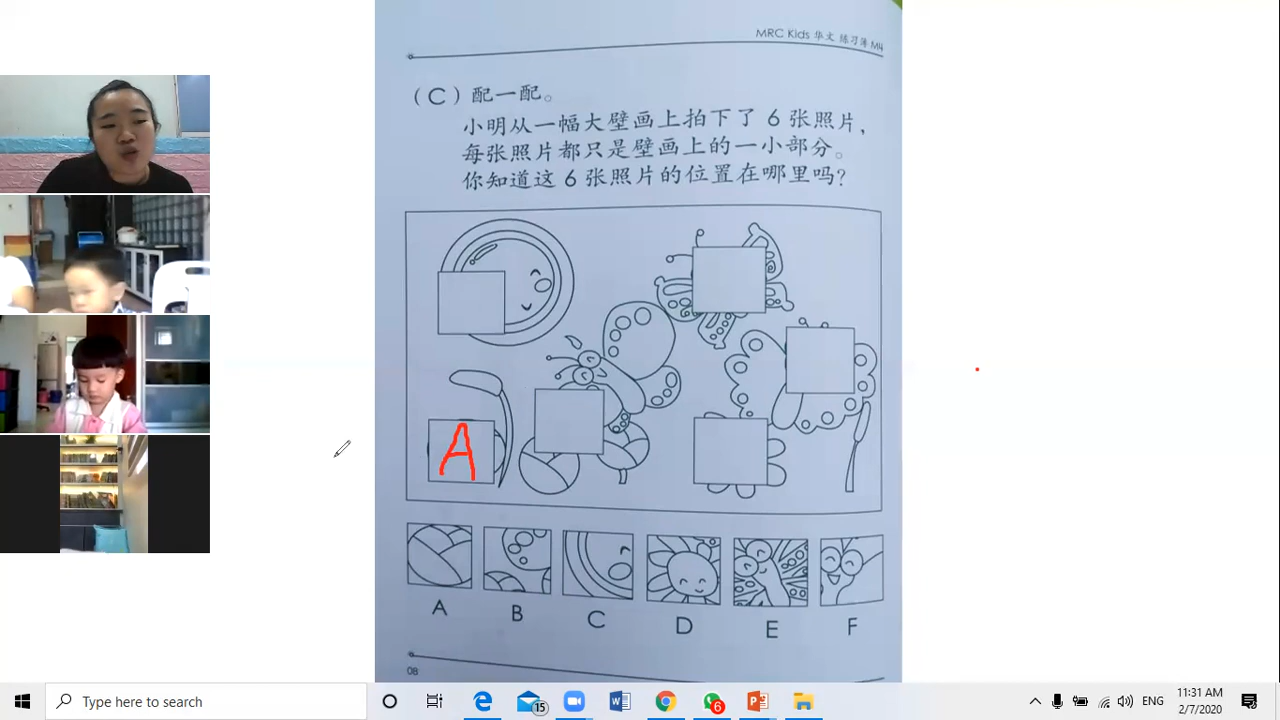 MRC Kids 华文 练习簿 M4
（C）配一配。
小明从一幅大壁画上拍下了 6 张照片，
每张照片都只是壁画上的一小部分。
你知道这 6 张照片的位置在哪里吗？
A
A B C D E F
08
Type here to search
15
6
ENG
11:31 AM
2/7/2020
3